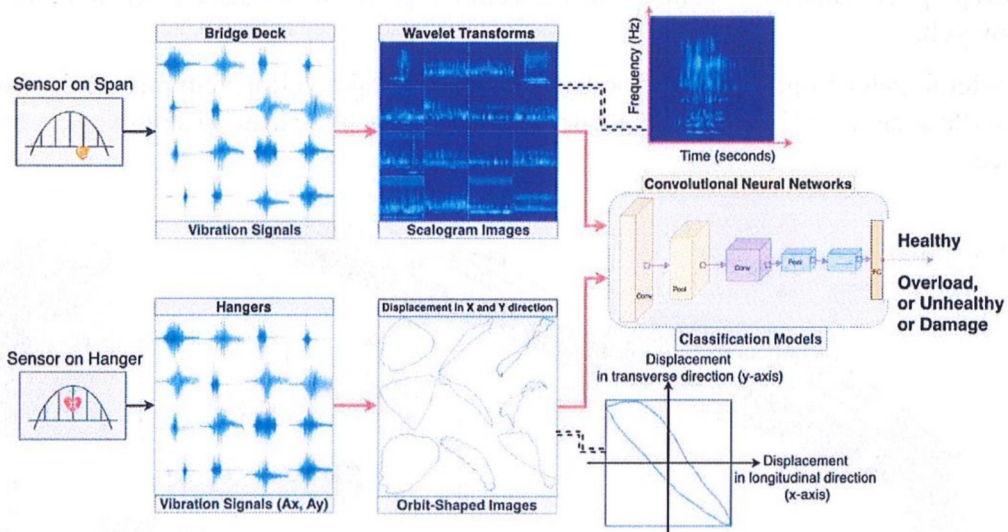 Bridge Deck
Wavelet Transforms
Frequency (Hz)
Sensor on Span
Time (seconds)
Vibration Signals
Scalogram Images
Convolutional Neural Networks
Conv
Pool
Conv
Pool
FC
Healthy
Overload,
or Unhealthy
or Damage
Classification Models
Hangers
Displacement in X and Y direction
Sensor on Hanger
Displacement
in transverse direction (y-axis)
Displacement
in longitudinal direction
(x-axis)
Vibration Signals (Ax, Ay)
Orbit-Shaped Images